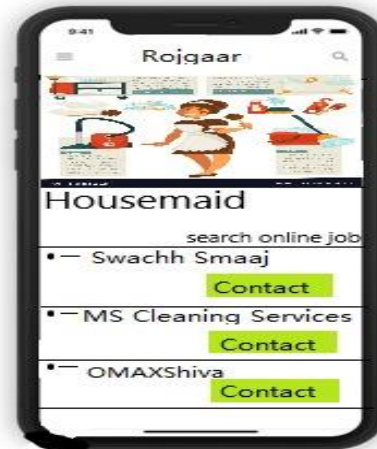 9:41
Rojgaar
Housemaid
search online job
Swachh Smaaj
Contact
MS Cleaning Services
Contact
OMAXShiva
Contact